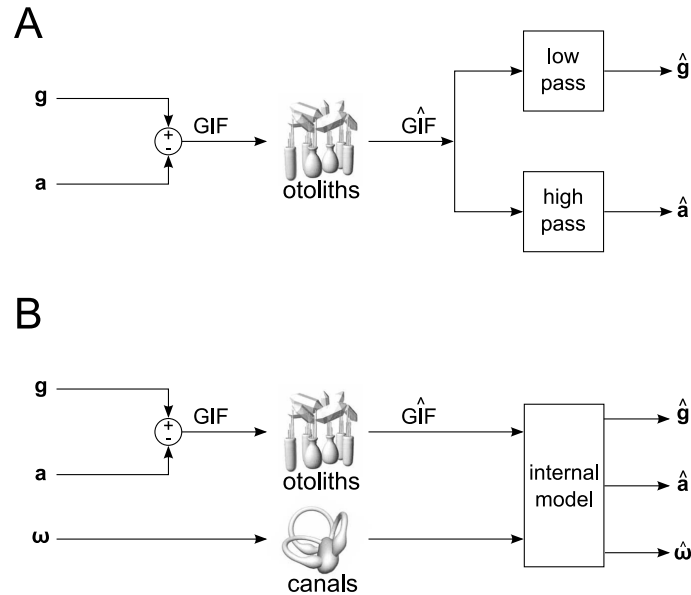 A
g
a
+
-
GIF
otoliths
GÎF
low
pass
high
pass
ĝ
â
B
g
a
ω
+
-
GIF
otoliths
canals
GÎF
internal
model
ĝ
â
ω̂